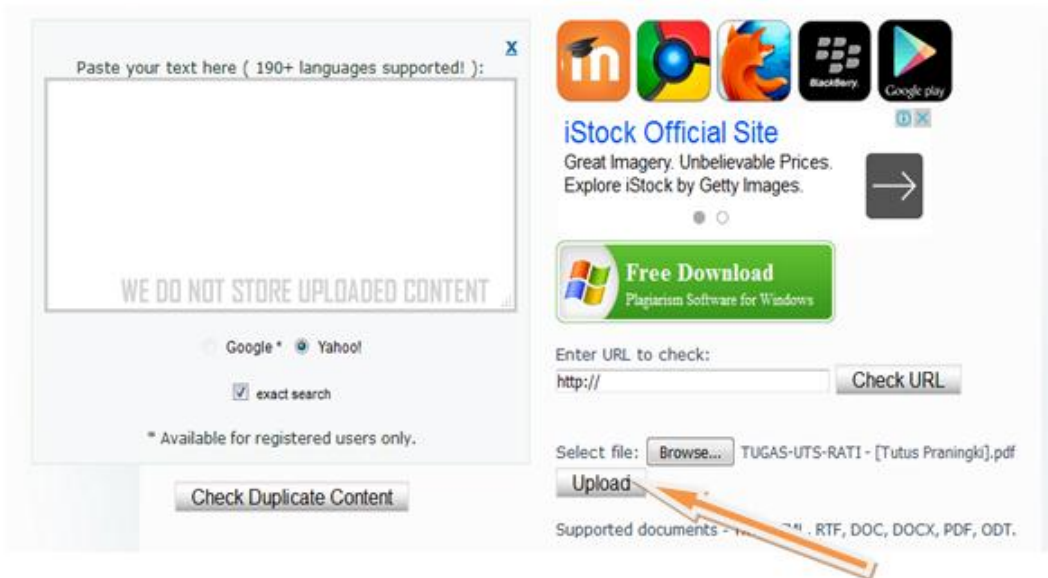 X
Paste your text here ( 190+ languages supported! ):
WE DO NOT STORE UPLOADED CONTENT
Google * Yahoo!
exact search
* Available for registered users only.
Check Duplicate Content
m
BlackBerry.
Google play
iStock Official Site
Great Imagery. Unbelievable Prices.
Explore iStock by Getty Images.
Free Download
Plagiarism Software for Windows
Enter URL to check:
http:// Check URL
Select file: Browse... TUGAS-UTS-RATI - [Tutus Praningki].pdf
Upload
Supported documents - RTF, DOC, DOCX, PDF, ODT.